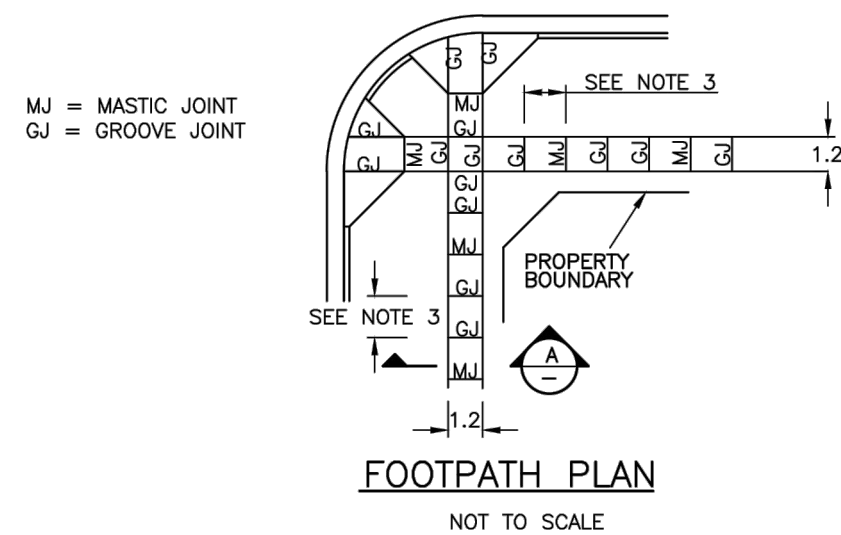 MJ = MASTIC JOINT
GJ = GROOVE JOINT
GJ
GJ
MJ
GJ
SEE NOTE 3
GJ
GJ
MJ
GJ
GJ
GJ
MJ
GJ
GJ
MJ
GJ
1.2
GJ
GJ
MJ
GJ
GJ
MJ
PROPERTY
BOUNDARY
SEE NOTE 3
A
–
1.2
FOOTPATH PLAN
NOT TO SCALE